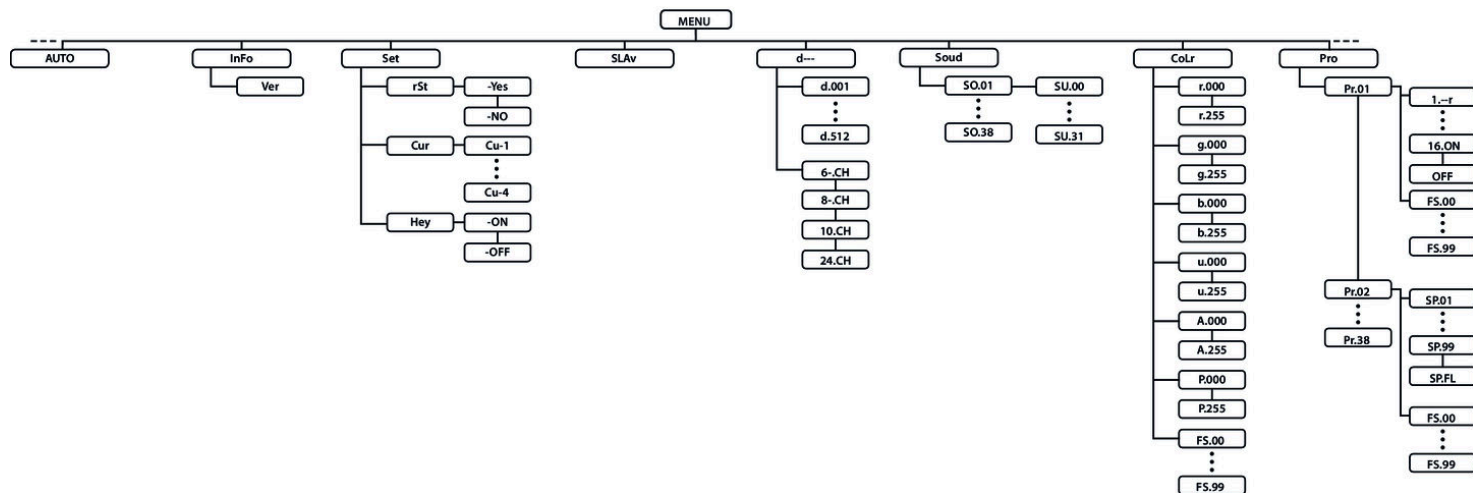 MENU
AUTO
InFo
Ver
Set
rSt
-Yes
-NO
Cur
Cu-1
Cu-4
Hey
-ON
-OFF
SLAv
d---
d.001
d.512
6-.CH
8-.CH
10.CH
24.CH
Soud
SO.01
SO.38
SU.00
SU.31
CoLr
r.000
r.255
g.000
g.255
b.000
b.255
u.000
u.255
A.000
A.255
P.000
P.255
FS.00
FS.99
Pro
Pr.01
1.--r
16.ON
OFF
FS.00
FS.99
Pr.02
Pr.38
SP.01
SP.99
SP.FL
FS.00
FS.99